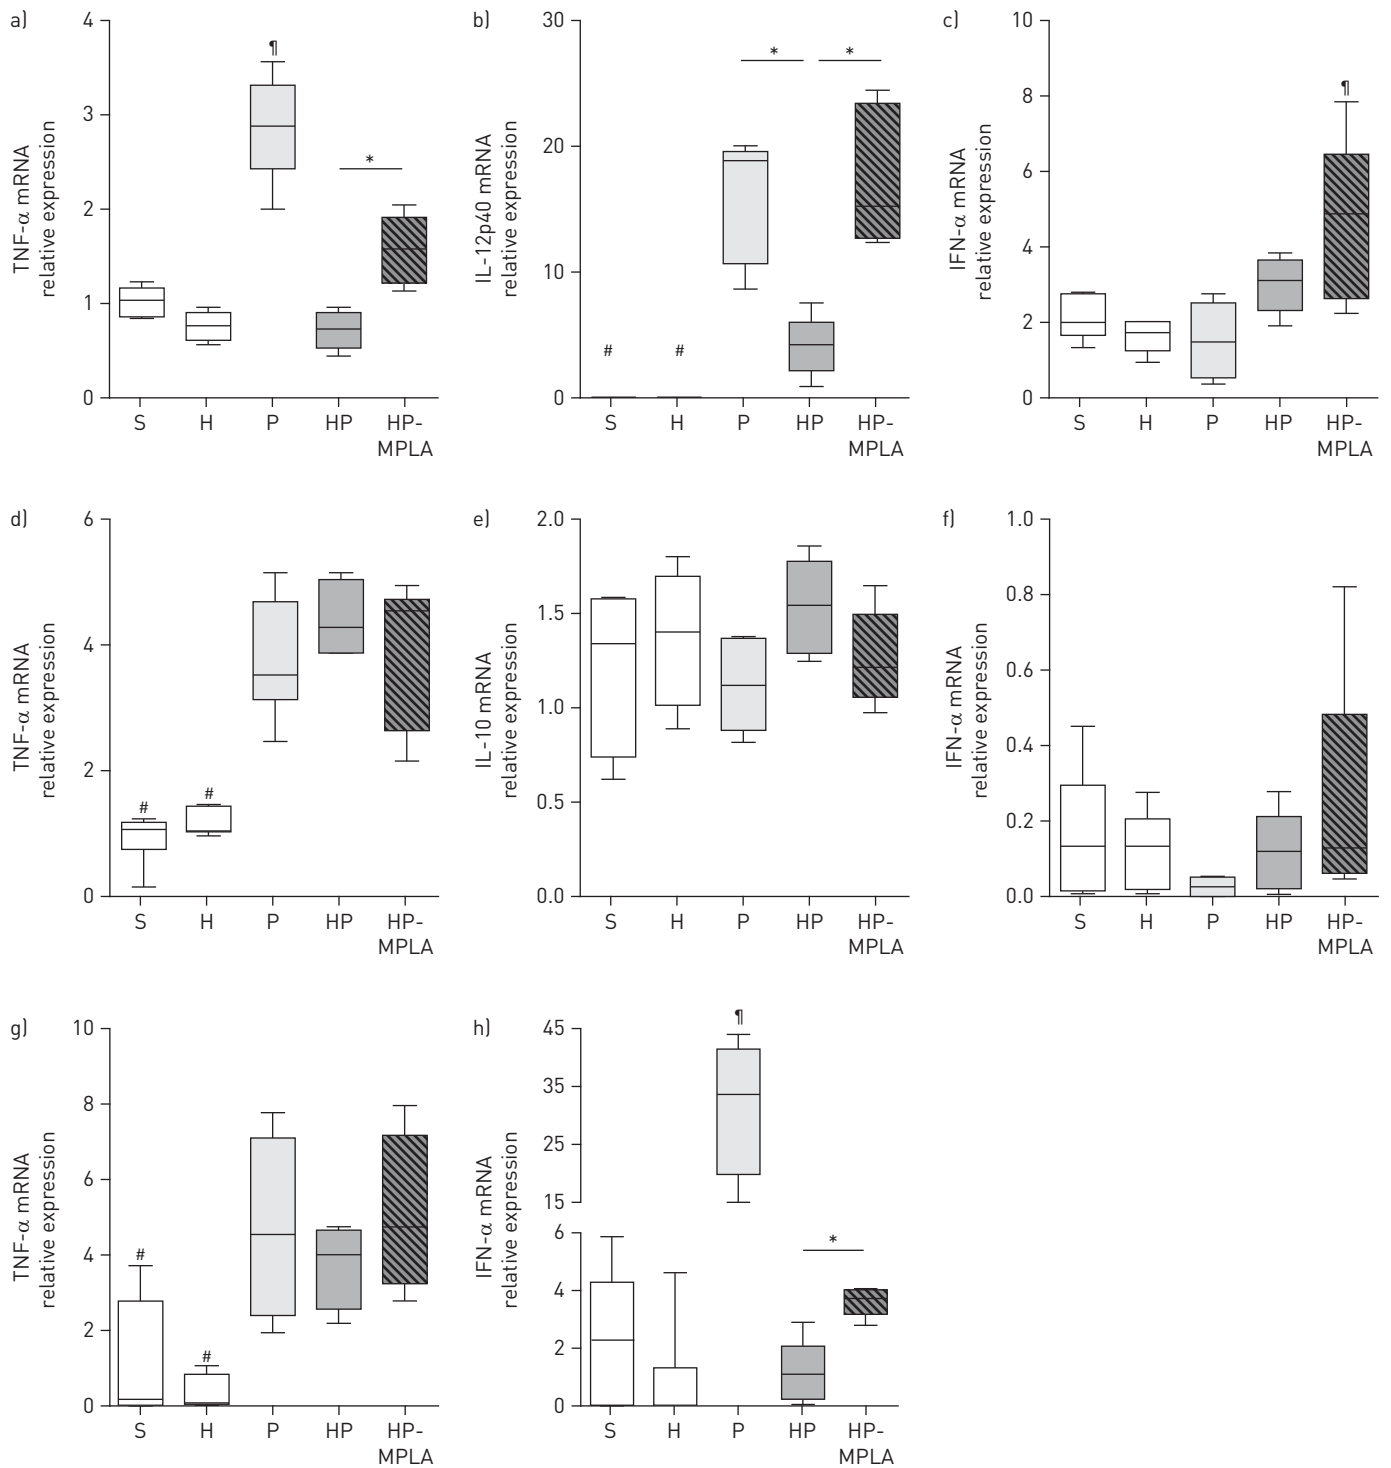 a)
TNF-α mRNA
relative expression
4
3
2
1
0
¶
*
S H P HP HP-
MPLA
b)
IL-12p40 mRNA
relative expression
30
20
10
0
* *
# #
S H P HP HP-
MPLA
c)
IFN-α mRNA
relative expression
10
8
6
4
2
0
¶
S H P HP HP-
MPLA
d)
TNF-α mRNA
relative expression
6
4
2
0
# #
S H P HP HP-
MPLA
e)
IL-10 mRNA
relative expression
2.0
1.5
1.0
0.5
0.0
S H P HP HP-
MPLA
f)
IFN-α mRNA
relative expression
1.0
0.8
0.6
0.4
0.2
0.0
S H P HP HP-
MPLA
g)
TNF-α mRNA
relative expression
10
8
6
4
2
0
#
#
S H P HP HP-
MPLA
h)
IFN-α mRNA
relative expression
45
35
25
15
6
4
2
0
¶
*
S H P HP HP-
MPLA